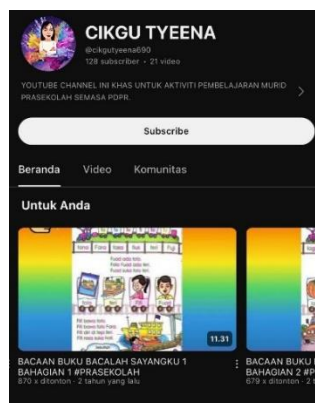 CIKGU TYEENA
@cikgutyeena690
128 subscriber • 21 video
YOUTUBE CHANNEL INI KHAS UNTUK AKTIVITI PEMBELAJARAN MURID
PRASEKOLAH SEMASA PDPR.
Subscribe
Beranda Video Komunitas
Untuk Anda
11.31
BACAAN BUKU BACALAH SAYANGKU 1
BAHAGIAN 1 #PRASEKOLAH
870 x ditonton • 2 tahun yang lalu
BACAAN BUKU
BAHAGIAN 2 #P
679 x ditonton • 2 t